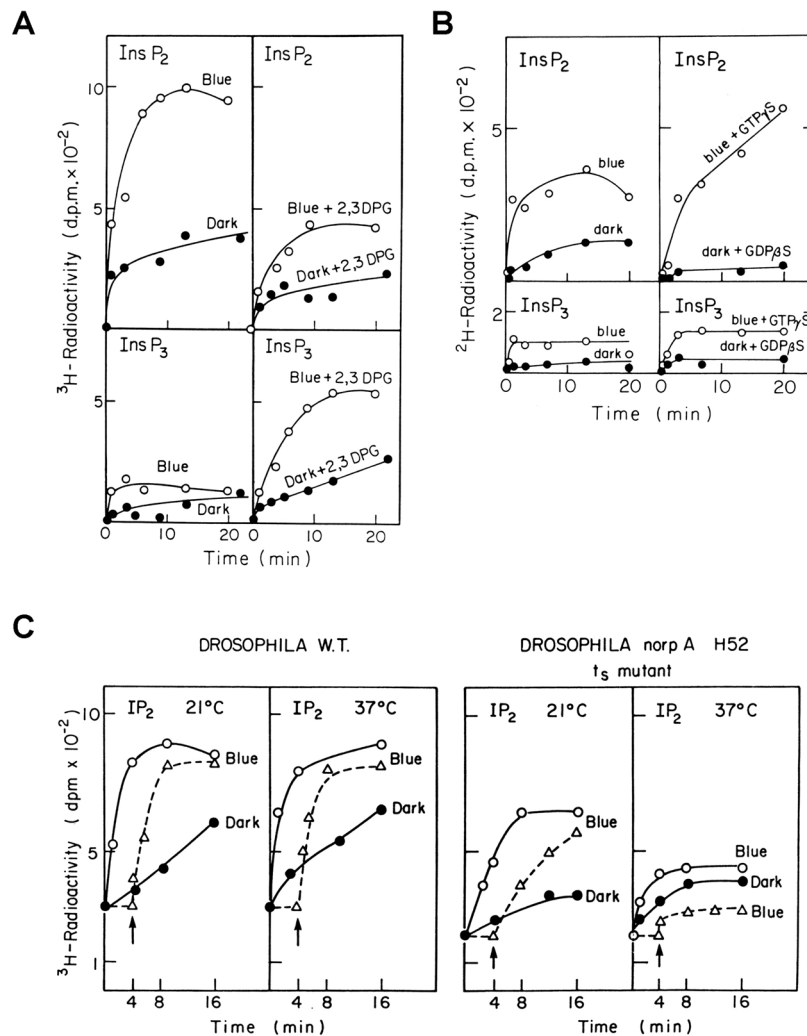 A
InsP2
Blue
Dark
Blue + 2,3 DPG
Dark + 2,3 DPG
InsP3
Blue + 2,3 DPG
Blue
Dark
Dark + 2,3 DPG
10
5
0
5
0 10 20 0 10 20
Time (min)
3H-Radioactivity (d.p.m. × 10-2)
B
InsP2 InsP2
blue
dark
blue + GTPγS
dark + GDPβS
InsP3 InsP3
blue
dark
blue + GTPγS
dark + GDPβS
5
2
0 10 20 0 10 20
Time (min)
2H-Radioactivity (d.p.m. × 10-2)
C
DROSOPHILA W.T.
IP2 21°C IP2 37°C
Blue
Dark
Blue
Dark
10
5
1
4 8 16 4 8 16
Time (min)
3H-Radioactivity (dpm x 10-2)
DROSOPHILA norp A H52
ts mutant
IP2 21°C IP2 37°C
Blue
Dark
Blue
Dark
Blue
4 8 16 4 8 16
Time (min)